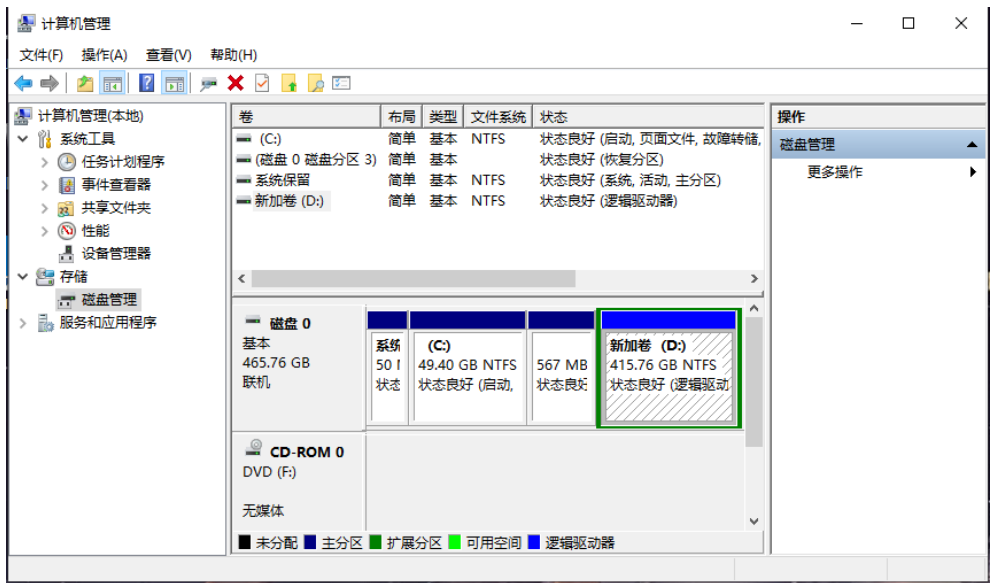 计算机管理
文件(F) 操作(A) 查看(V) 帮助(H)
计算机管理(本地)
系统工具
任务计划程序
事件查看器
共享文件夹
性能
设备管理器
存储
磁盘管理
服务和应用程序
卷 布局 类型 文件系统 状态
(C:) 简单 基本 NTFS 状态良好 (启动, 页面文件, 故障转储,
(磁盘 0 磁盘分区 3) 简单 基本 状态良好 (恢复分区)
系统保留 简单 基本 NTFS 状态良好 (系统, 活动, 主分区)
新加卷 (D:) 简单 基本 NTFS 状态良好 (逻辑驱动器)
磁盘 0
基本
465.76 GB
联机
系统
50
状态
(C:)
49.40 GB NTFS
状态良好 (启动,
567 MB
状态良好
新加卷 (D:)
415.76 GB NTFS
状态良好 (逻辑驱动
CD-ROM 0
DVD (F:)
无媒体
未分配 主分区 扩展分区 可用空间 逻辑驱动器
操作
磁盘管理
更多操作